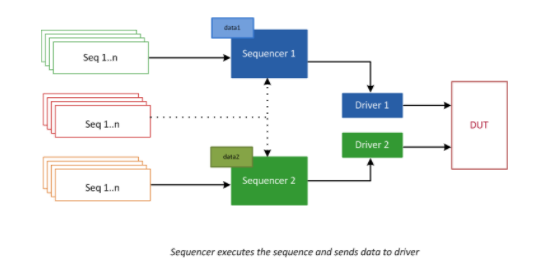 data1
Sequencer 1
Seq 1..n
Driver 1
Seq 1..n
DUT
Driver 2
data2
Seq 1..n
Sequencer 2
Sequencer executes the sequence and sends data to driver